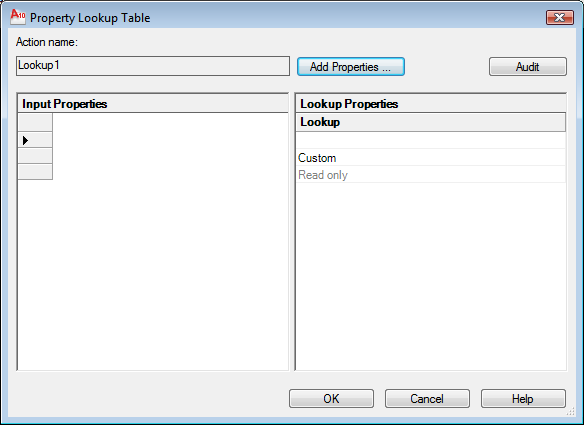 A10 Property Lookup Table
Action name:
Lookup1 Add Properties ... Audit
Input Properties Lookup Properties
Lookup
Custom
Read only
OK Cancel Help